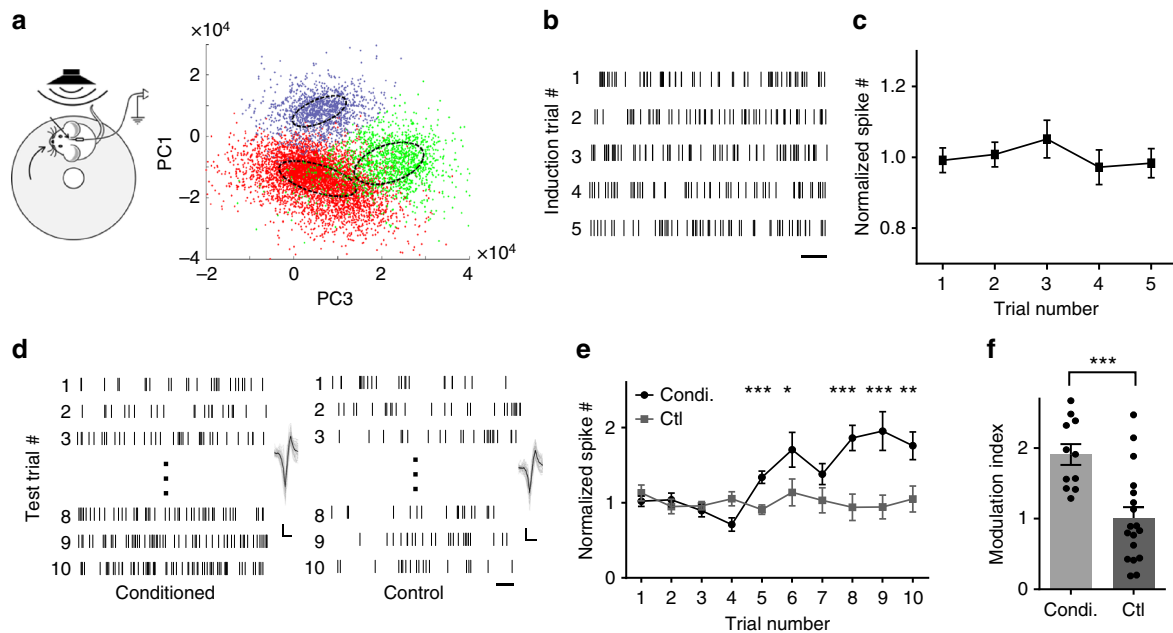 a
×10⁴
PC1
2
0
−2
−4
−2
0
2
4
×10⁴
PC3
b
Induction trial #
1
2
3
4
5
c
Normalized spike #
1.2
1.0
0.8
1 2 3 4 5
Trial number
d
Test trial #
1
2
3
8
9
10
Conditioned
1
2
3
8
9
10
Control
e
Normalized spike #
Condi.
Ctl
*** * *** *** **
2
1
0
1 2 3 4 5 6 7 8 9 10
Trial number
f
***
Modulation index
2
1
0
Condi. Ctl